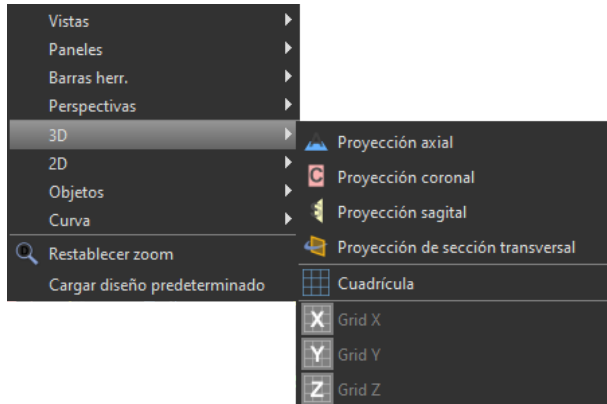 Vistas
Paneles
Barras herr.
Perspectivas
3D
2D
Objetos
Curva
Restablecer zoom
Cargar diseño predeterminado
Proyección axial
C Proyección coronal
Proyección sagital
Proyección de sección transversal
Cuadrícula
X Grid X
Y Grid Y
Z Grid Z